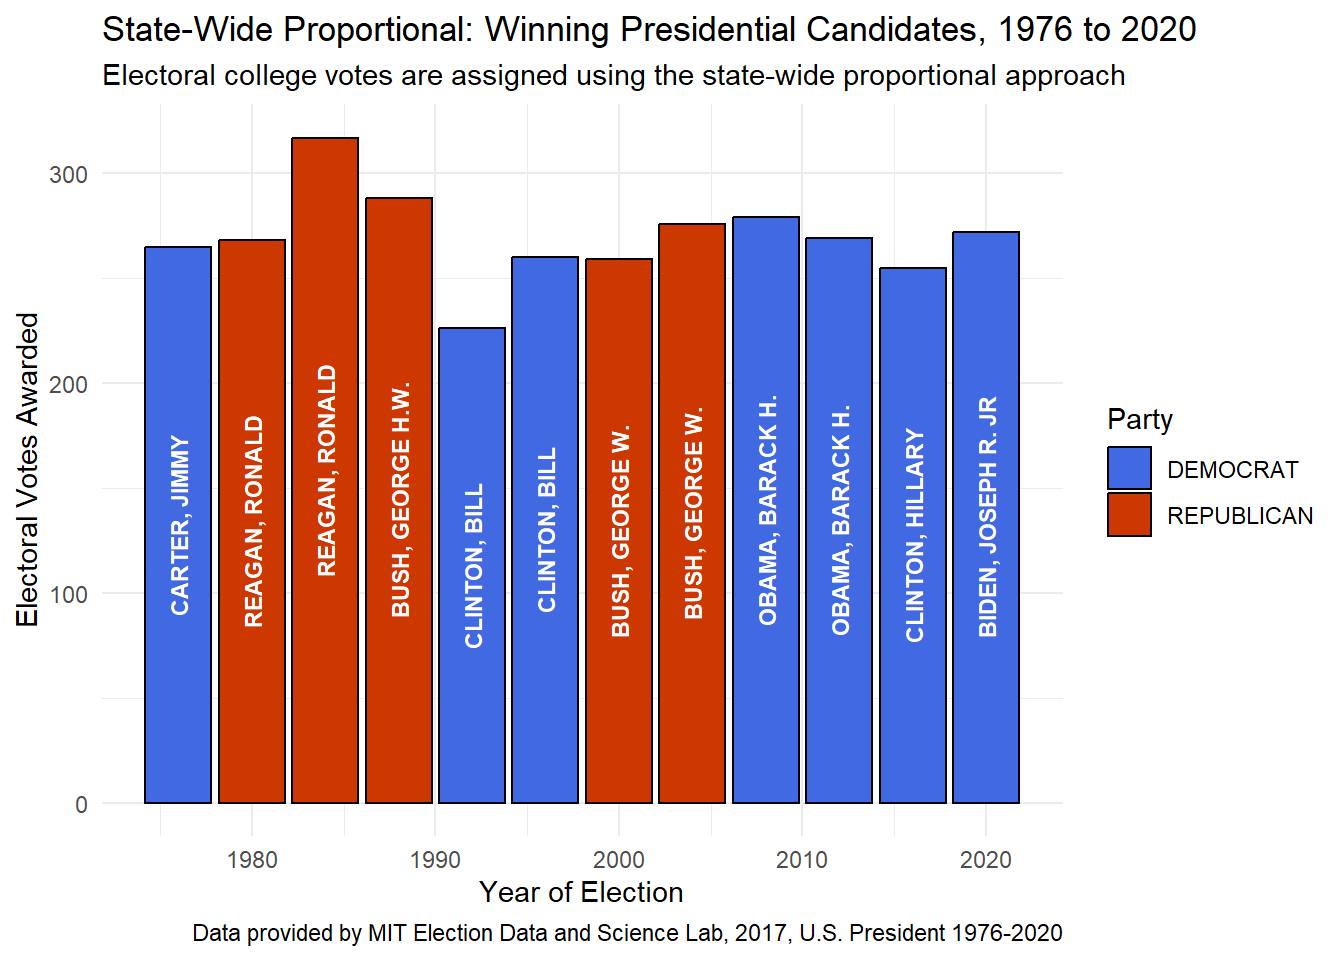 State-Wide Proportional: Winning Presidential Candidates, 1976 to 2020
Electoral college votes are assigned using the state-wide proportional approach
Electoral Votes Awarded
300
200
100
0
CARTER, JIMMY
REAGAN, RONALD
REAGAN, RONALD
BUSH, GEORGE H.W.
CLINTON, BILL
CLINTON, BILL
BUSH, GEORGE W.
BUSH, GEORGE W.
OBAMA, BARACK H.
OBAMA, BARACK H.
CLINTON, HILLARY
BIDEN, JOSEPH R. JR
Party
DEMOCRAT
REPUBLICAN
1980
1990
2000
2010
2020
Year of Election
Data provided by MIT Election Data and Science Lab, 2017, U.S. President 1976-2020